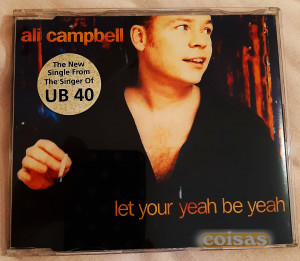 ali campbell
The New
Single From
The Singer Of
UB 40
let your yeah be yeah
coisas